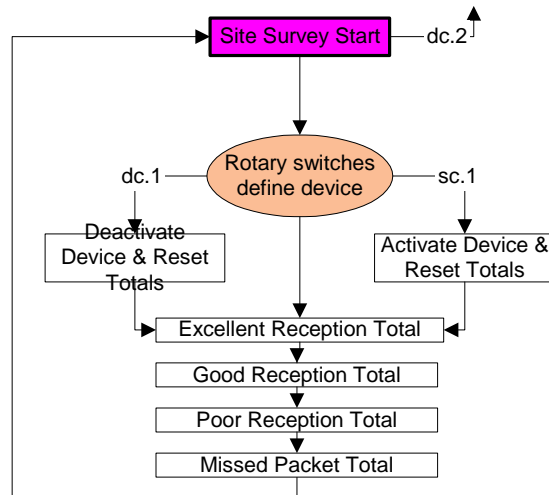 Site Survey Start
dc.2
Rotary switches
define device
dc.1
sc.1
Deactivate
Device & Reset
Totals
Activate Device &
Reset Totals
Excellent Reception Total
Good Reception Total
Poor Reception Total
Missed Packet Total